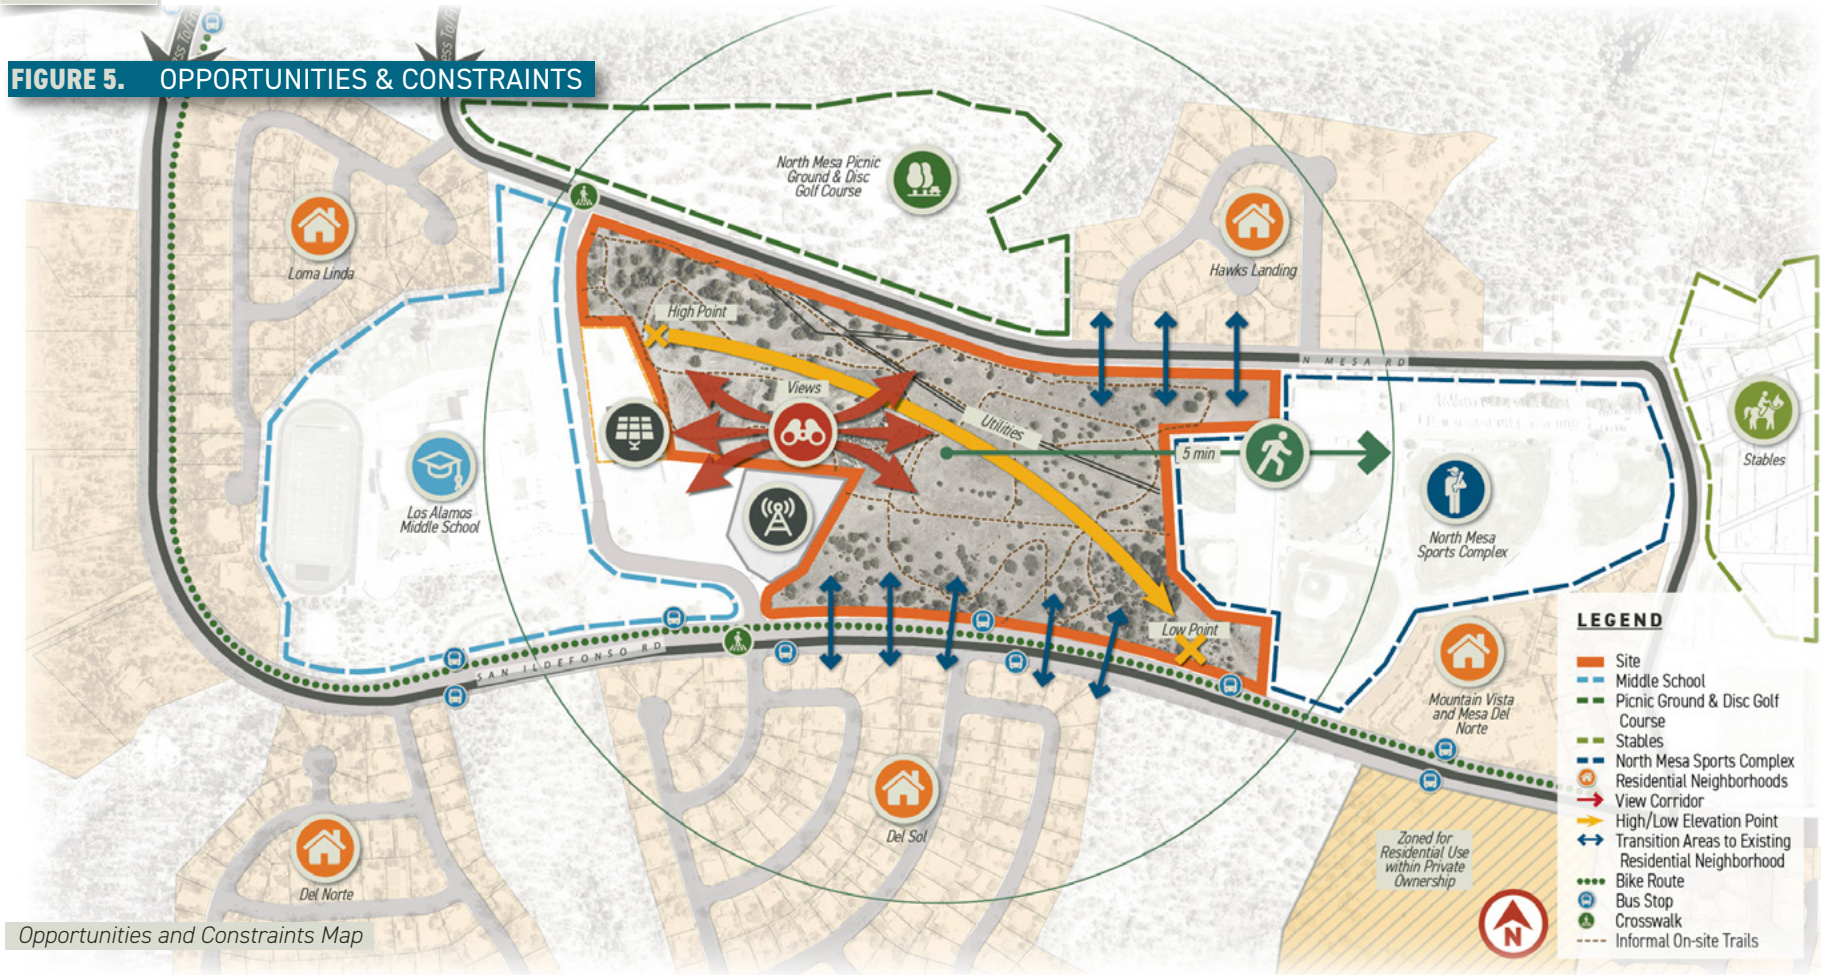 FIGURE 5. OPPORTUNITIES & CONSTRAINTS
North Mesa Picnic
Ground & Disc
Golf Course
Loma Linda
Hawks Landing
High Point
N MESA RD
Views
Utilities
5 min
Stables
Los Alamos
Middle School
North Mesa
Sports Complex
Low Point
SAN ILDEFONSO RD
Mountain Vista
and Mesa Del
Norte
Del Sol
Del Norte
Zoned for
Residential Use
within Private
Ownership
N
LEGEND
Site
Middle School
Picnic Ground & Disc Golf
Course
Stables
North Mesa Sports Complex
Residential Neighborhoods
View Corridor
High/Low Elevation Point
Transition Areas to Existing
Residential Neighborhood
Bike Route
Bus Stop
Crosswalk
Informal On-site Trails
Opportunities and Constraints Map